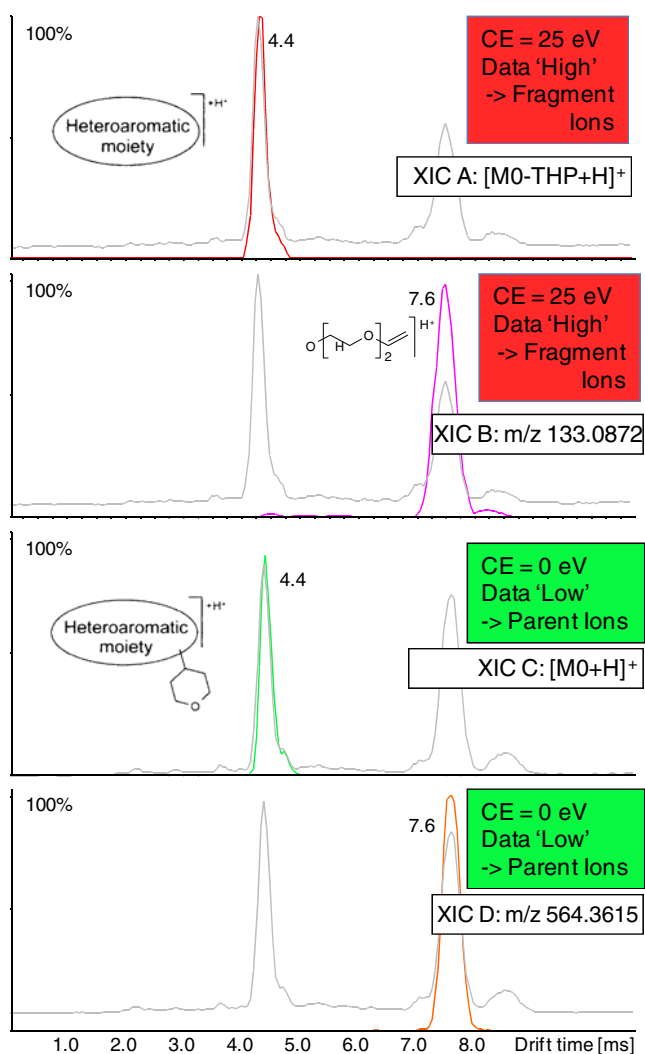 100%
4.4
CE = 25 eV
Data ‘High’
-> Fragment
Ions
+H⁺
Heteroaromatic
moiety
XIC A: [M0-THP+H]⁺
100%
7.6
CE = 25 eV
Data ‘High’
-> Fragment
Ions
O
H
O
2
H⁺
XIC B: m/z 133.0872
100%
4.4
CE = 0 eV
Data ‘Low’
-> Parent Ions
+H⁺
Heteroaromatic
moiety
O
XIC C: [M0+H]⁺
100%
7.6
CE = 0 eV
Data ‘Low’
-> Parent Ions
XIC D: m/z 564.3615
1.0 2.0 3.0 4.0 5.0 6.0 7.0 8.0 Drift time [ms]